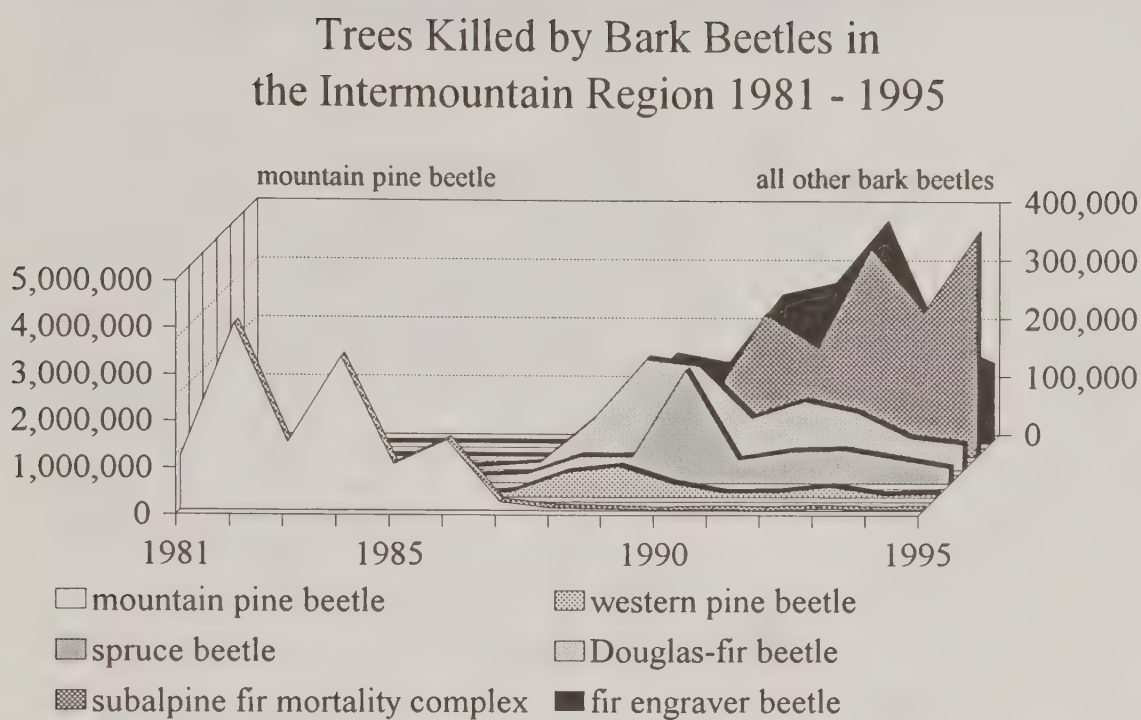 Trees Killed by Bark Beetles in
the Intermountain Region 1981 - 1995
mountain pine beetle
all other bark beetles
5,000,000
4,000,000
3,000,000
2,000,000
1,000,000
0
400,000
300,000
200,000
100,000
0
1981
1985
1990
1995
mountain pine beetle
western pine beetle
spruce beetle
Douglas-fir beetle
subalpine fir mortality complex
fir engraver beetle